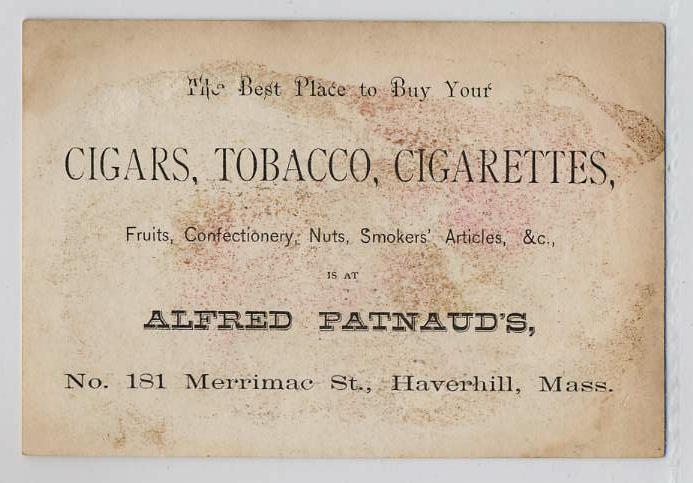 The Best Place to Buy Your
CIGARS, TOBACCO, CIGARETTES,
Fruits, Confectionery, Nuts, Smokers' Articles, &c.,
IS AT
ALFRED PATNAUD'S,
No. 181 Merrimac St., Haverhill, Mass.